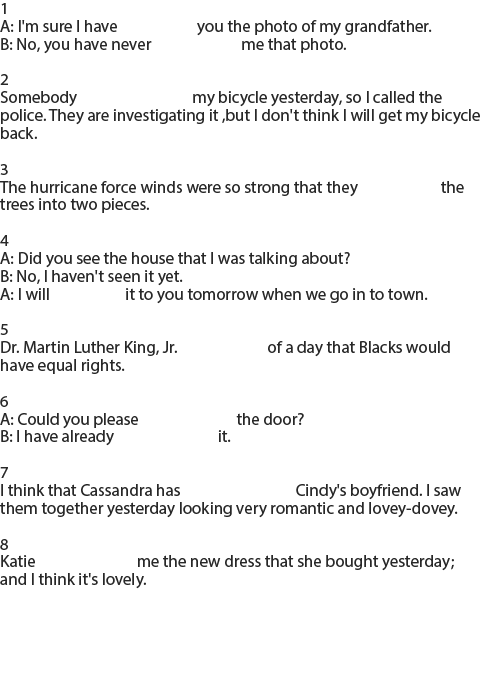 1
A: I'm sure I have you the photo of my grandfather.
B: No, you have never me that photo.
2
Somebody my bicycle yesterday, so I called the
police. They are investigating it ,but I don't think I will get my bicycle
back.
3
The hurricane force winds were so strong that they the
trees into two pieces.
4
A: Did you see the house that I was talking about?
B: No, I haven't seen it yet.
A: I will it to you tomorrow when we go in to town.
5
Dr. Martin Luther King, Jr. of a day that Blacks would
have equal rights.
6
A: Could you please the door?
B: I have already it.
7
I think that Cassandra has Cindy's boyfriend. I saw
them together yesterday looking very romantic and lovey-dovey.
8
Katie me the new dress that she bought yesterday;
and I think it's lovely.